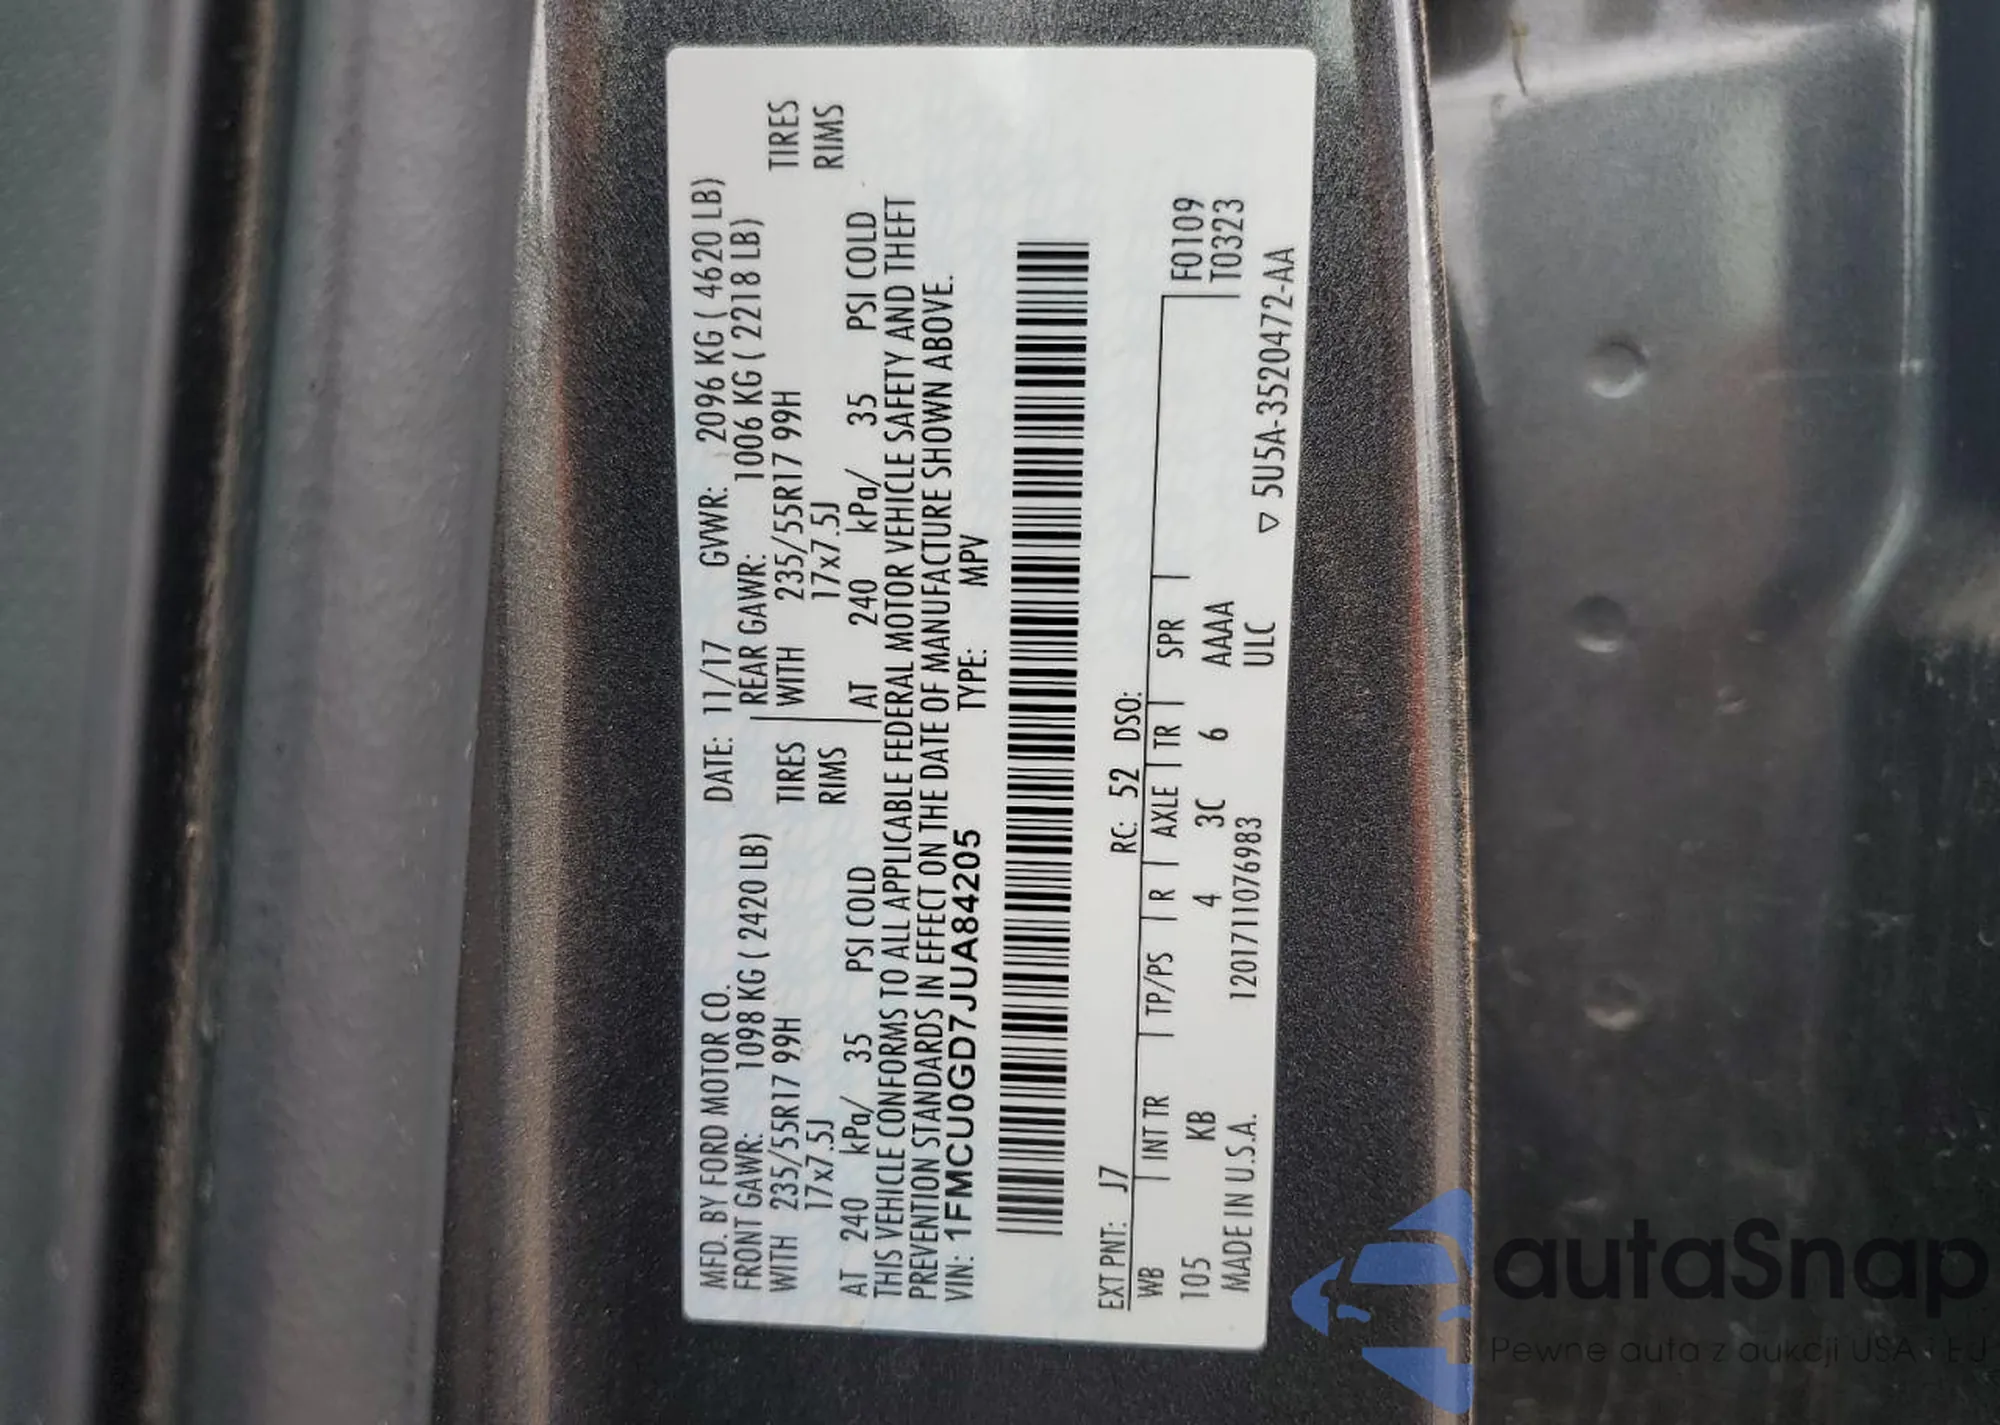 MFD. BY FORD MOTOR CO. DATE: 11/17 GVWR: 2096 KG ( 4620 LB)
FRONT GAWR: 1098 KG ( 2420 LB) REAR GAWR: 1006 KG ( 2218 LB)
WITH 235/55R17 99H TIRES WITH 235/55R17 99H TIRES
17x7.5J RIMS 17x7.5J RIMS
AT 240 kPa/ 35 PSI COLD AT 240 kPa/ 35 PSI COLD
THIS VEHICLE CONFORMS TO ALL APPLICABLE FEDERAL MOTOR VEHICLE SAFETY AND THEFT
PREVENTION STANDARDS IN EFFECT ON THE DATE OF MANUFACTURE SHOWN ABOVE.
VIN: 1FMCU0GD7JUA84205 TYPE: MPV
EXT PNT: J7 RC: 52 DSO:
WB INT TR TP/PS R AXLE TR SPR F0109
105 KB 4 3C 6 AAAA T0323
MADE IN U.S.A. 120171107 6983 ULC
▽ 5U5A-3520472-AA
autaSnap
Pewne auta z aukcji USA i EU